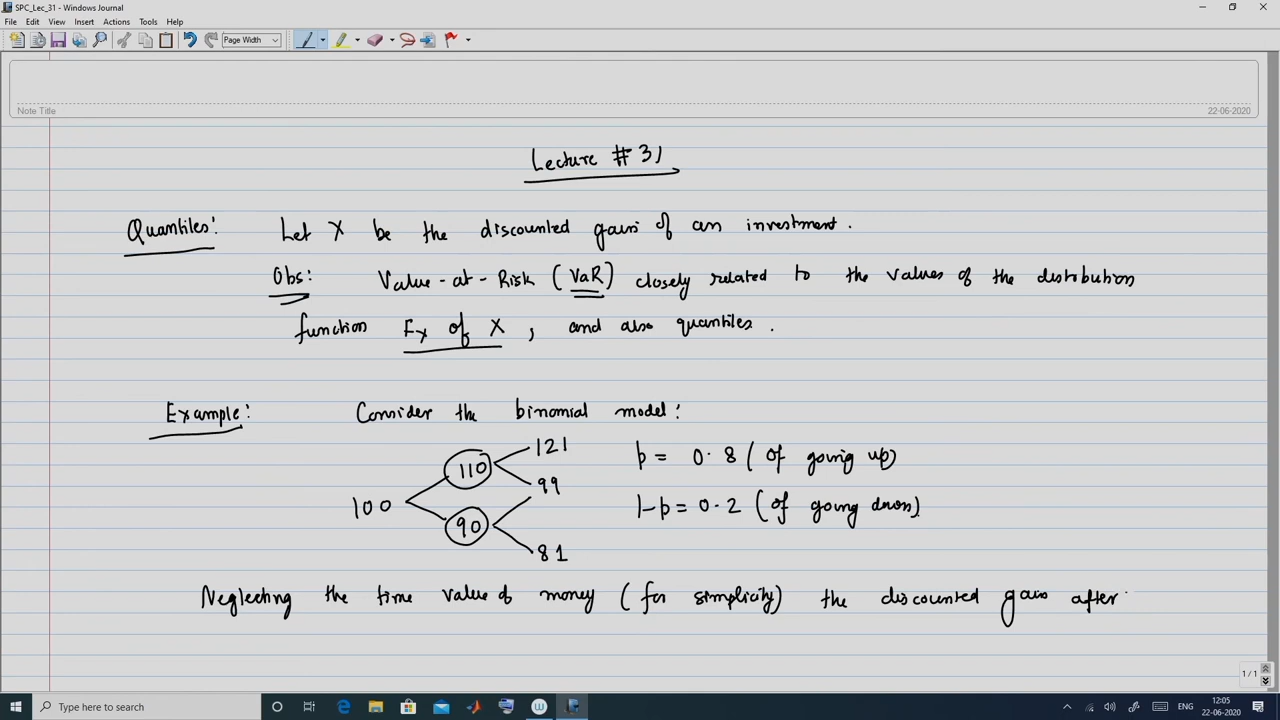 SPC_Lec_31 - Windows Journal
File Edit View Insert Actions Tools Help
Page Width
Note Title
22-06-2020
Lecture # 31
Quantiles: Let X be the discounted gain of an investment.
Obs: Value-at-Risk (VaR) closely related to the values of the distribution
function Fx of X, and also quantiles.
Example: Consider the binomial model:
121
110
p = 0.8 (of going up)
99
100
1-p = 0.2 (of going down)
90
81
Neglecting the time value of money (for simplicity) the discounted gain after
1/1
Type here to search
ENG
12:05
22-06-2020